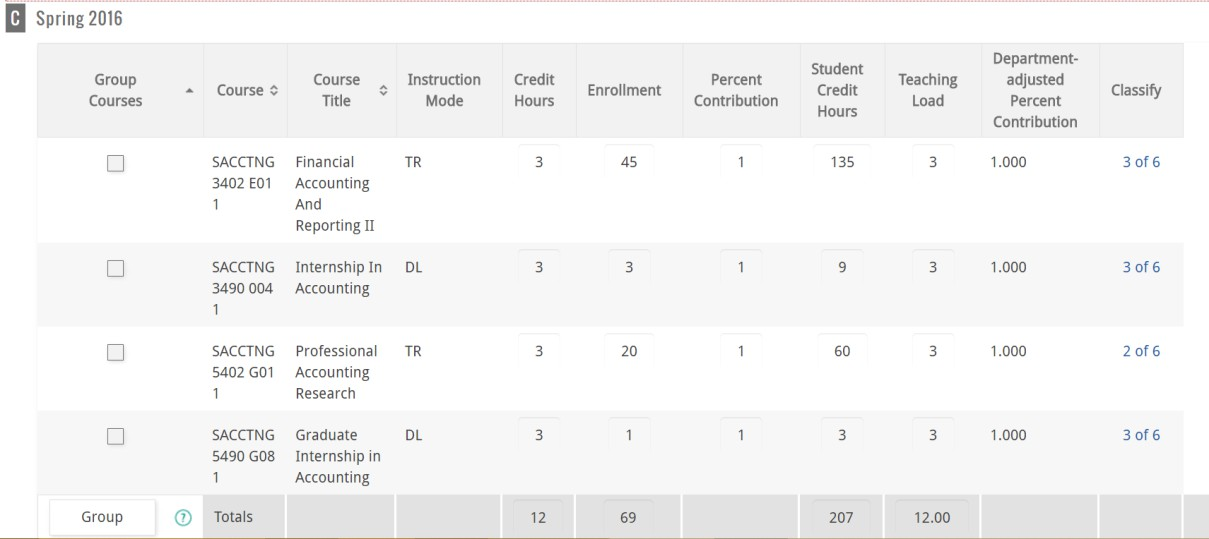 C Spring 2016
Group Courses Course Course Title Instruction Mode Credit Hours Enrollment Percent Contribution Student Credit Hours Teaching Load Department-adjusted Percent Contribution Classify
SACCTNG Financial TR 3 45 1 135 3 1.000 3 of 6
3402 E01 Accounting
1 And
Reporting II
SACCTNG Internship In DL 3 3 1 9 3 1.000 3 of 6
3490 004 Accounting
1
SACCTNG Professional TR 3 20 1 60 3 1.000 2 of 6
5402 G01 Accounting
1 Research
SACCTNG Graduate DL 3 1 1 3 3 1.000 3 of 6
5490 G08 Internship in
1 Accounting
Group ? Totals 12 69 207 12.00